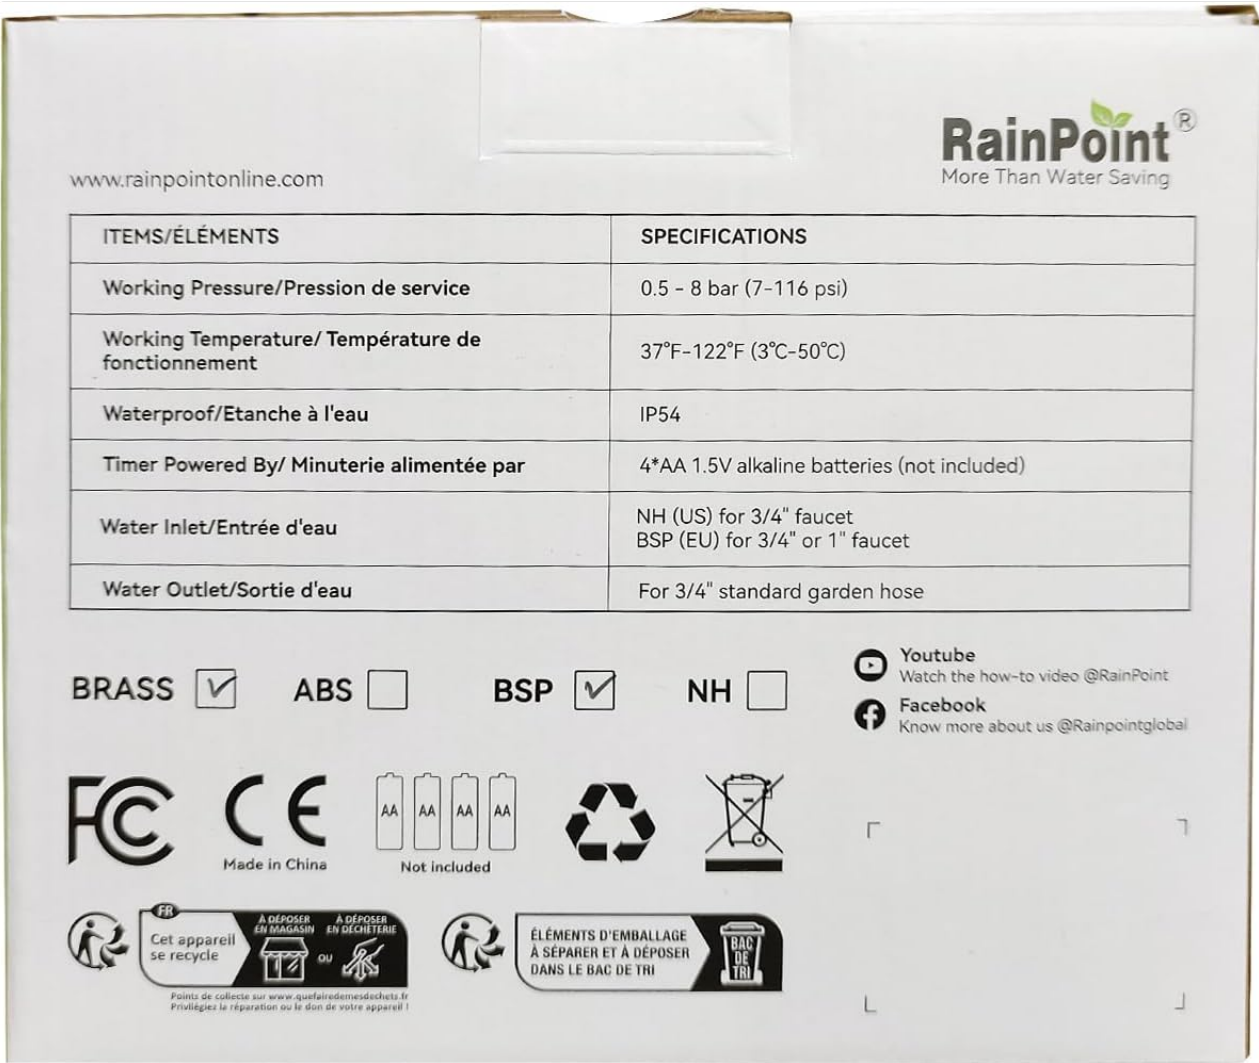 RainPoint®
More Than Water Saving
www.rainpointonline.com
ITEMS/ÉLÉMENTS SPECIFICATIONS
Working Pressure/Pression de service 0.5 - 8 bar (7-116 psi)
Working Temperature/ Température de
fonctionnement
37°F-122°F (3°C-50°C)
Waterproof/Etanche à l'eau IP54
Timer Powered By/ Minuterie alimentée par 4*AA 1.5V alkaline batteries (not included)
Water Inlet/Entrée d'eau
NH (US) for 3/4" faucet
BSP (EU) for 3/4" or 1" faucet
Water Outlet/Sortie d'eau For 3/4" standard garden hose
BRASS ABS BSP NH
Youtube
Watch the how-to video @RainPoint
Facebook
Know more about us @Rainpointglobal
FC CE
Made in China
AA AA AA AA
Not included
FR
Cet appareil
se recycle
À DÉPOSER
EN MAGASIN
OU
À DÉPOSER
EN DÉCHÈTERIE
Points de collecte sur www.quefairedemesdechets.fr
Privilégiez la réparation ou le don de votre appareil !
ÉLÉMENTS D'EMBALLAGE
À SÉPARER ET À DÉPOSER
DANS LE BAC DE TRI
BAC
DE
TRI